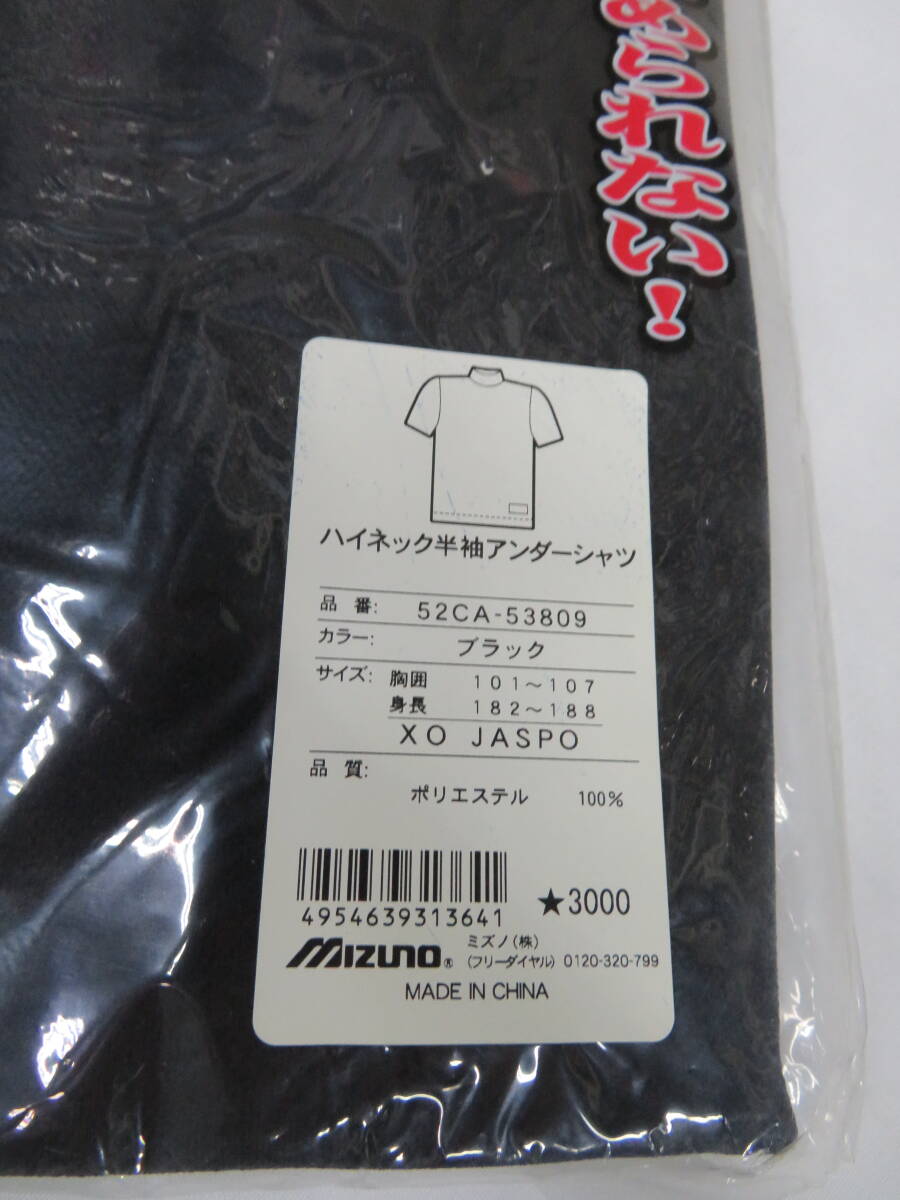 められない!
ハイネック半袖アンダーシャツ
品 番: 52CA-53809
カラー: ブラック
サイズ: 胸囲 101~107
身長 182~188
XO JASPO
品 質:
ポリエステル 100%
4954639313641
★3000
MIZUNO® ミズノ(株)
(フリーダイヤル) 0120-320-799
MADE IN CHINA